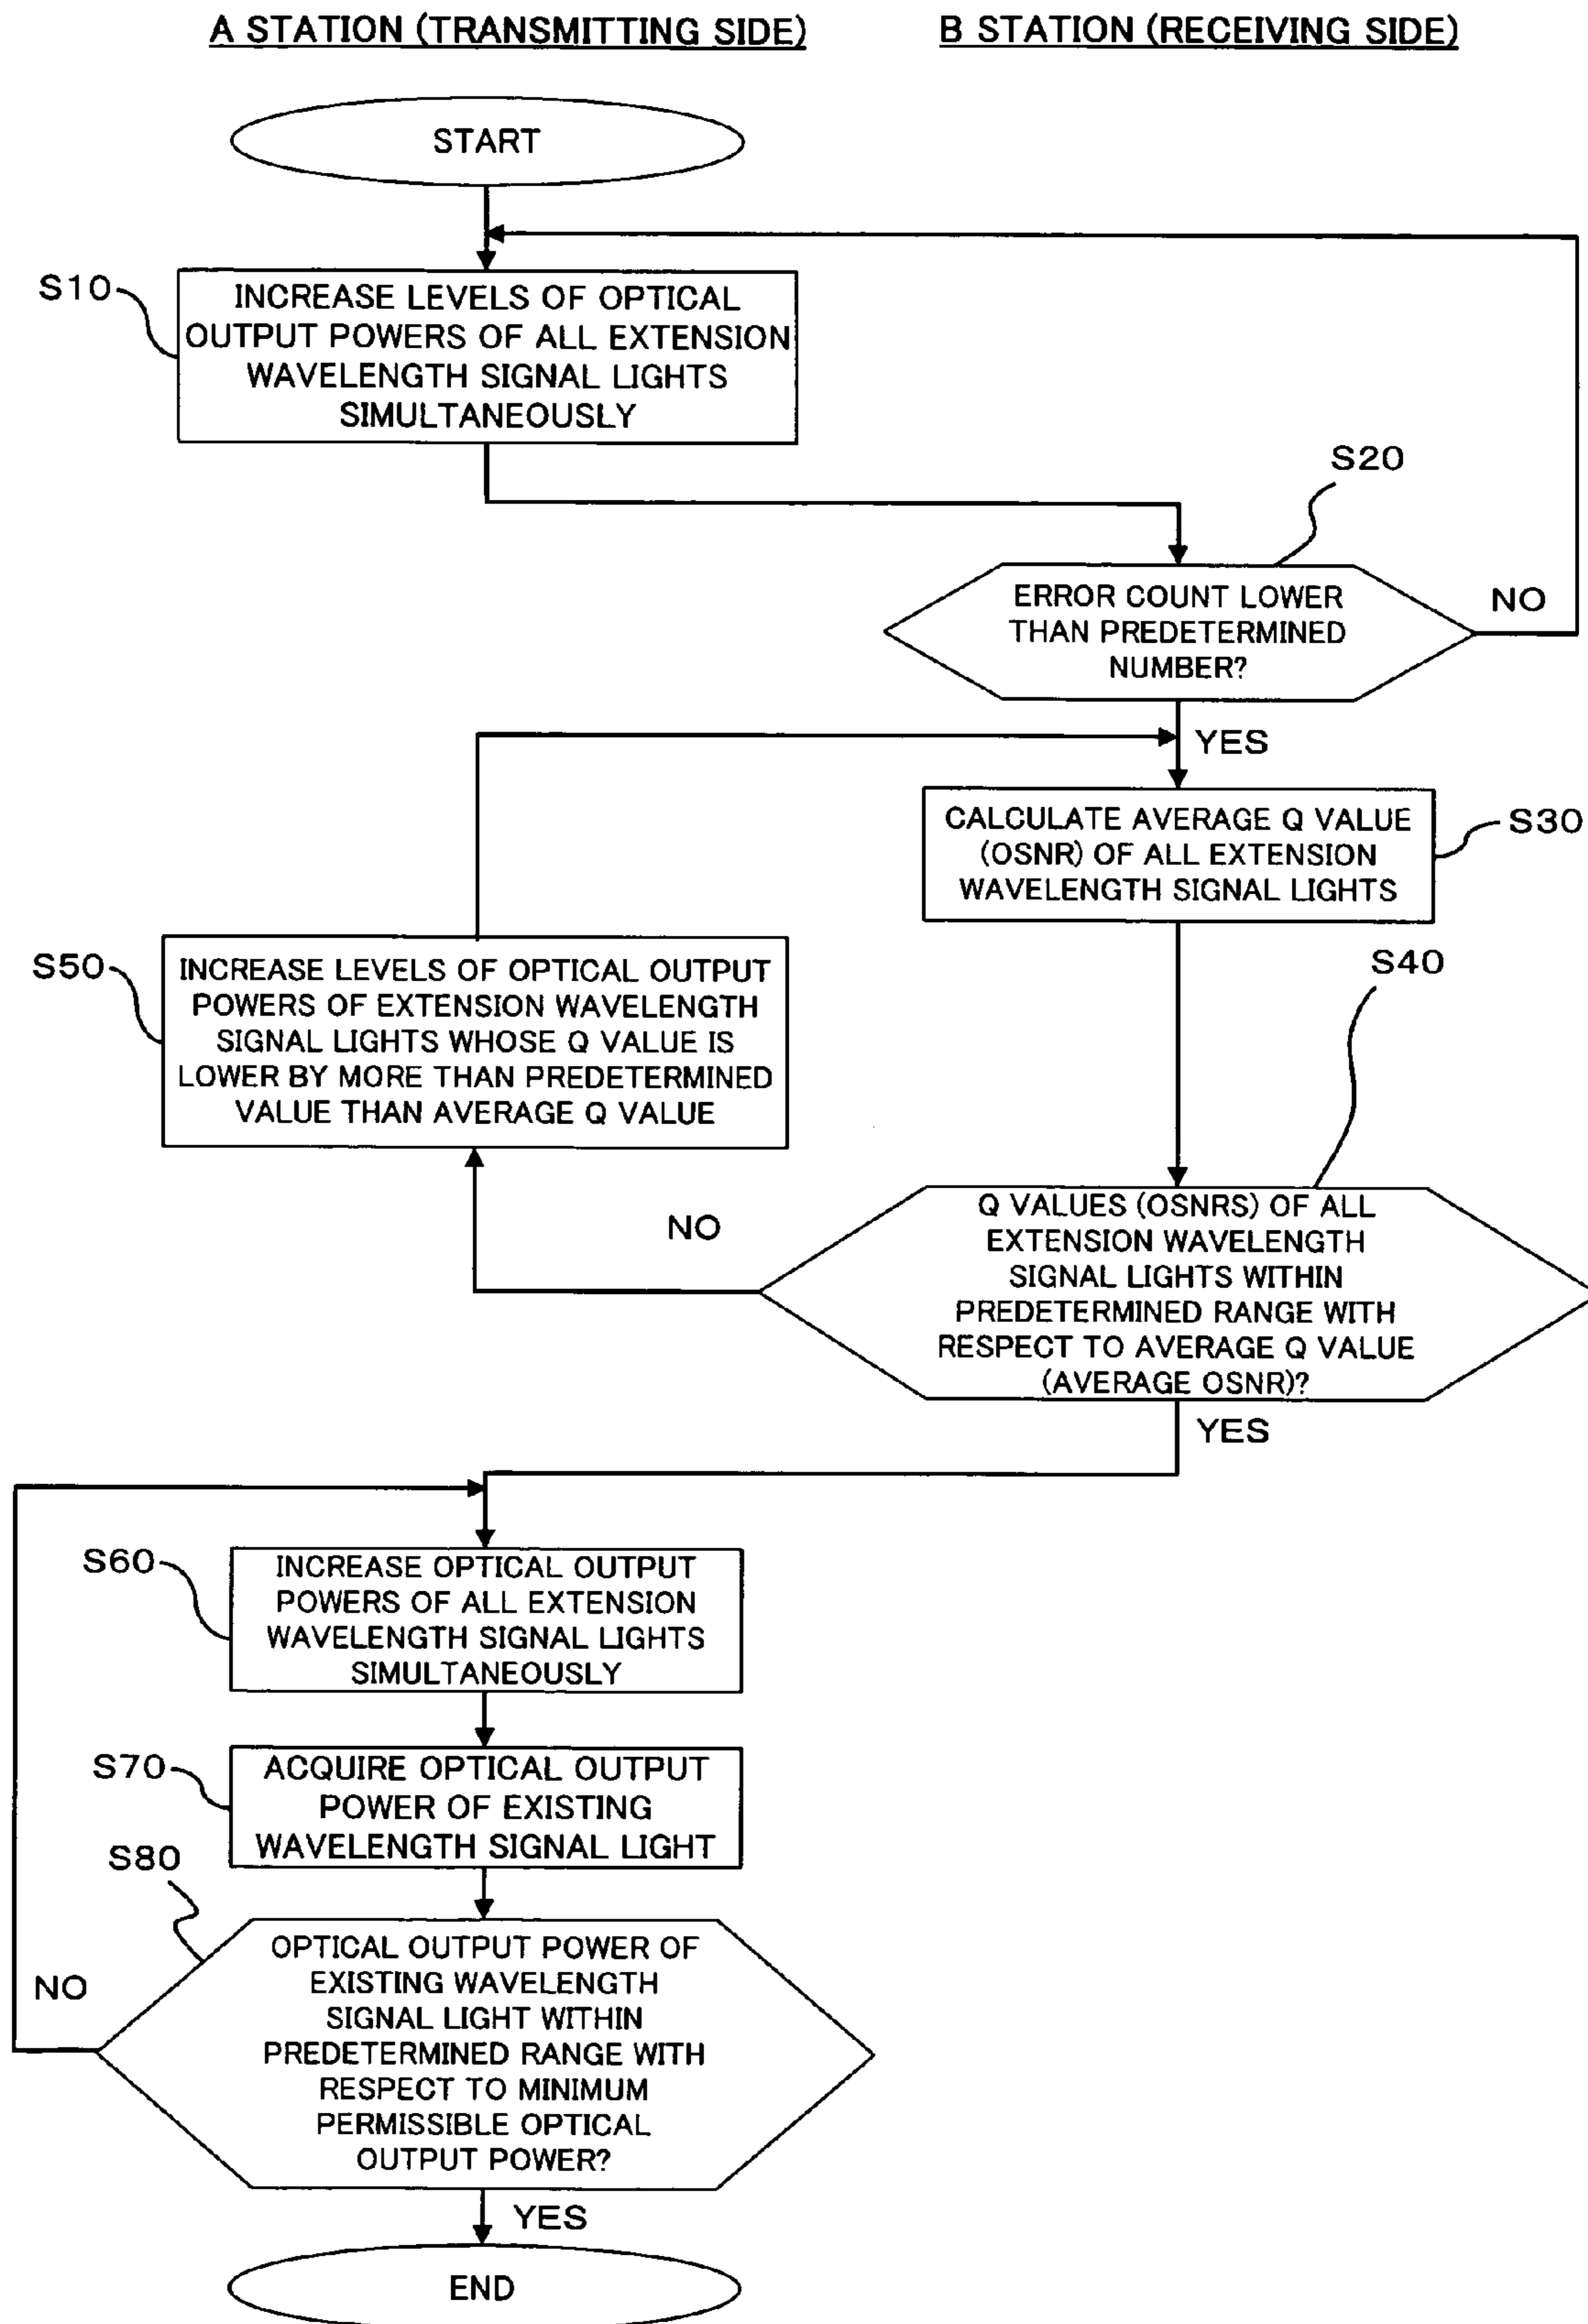 A STATION (TRANSMITTING SIDE)
B STATION (RECEIVING SIDE)
START
S10
INCREASE LEVELS OF OPTICAL
OUTPUT POWERS OF ALL EXTENSION
WAVELENGTH SIGNAL LIGHTS
SIMULTANEOUSLY
S20
ERROR COUNT LOWER
THAN PREDETERMINED
NUMBER?
NO
YES
CALCULATE AVERAGE Q VALUE
(OSNR) OF ALL EXTENSION
WAVELENGTH SIGNAL LIGHTS
S30
S50
INCREASE LEVELS OF OPTICAL OUTPUT
POWERS OF EXTENSION WAVELENGTH
SIGNAL LIGHTS WHOSE Q VALUE IS
LOWER BY MORE THAN PREDETERMINED
VALUE THAN AVERAGE Q VALUE
S40
Q VALUES (OSNRS) OF ALL
EXTENSION WAVELENGTH
SIGNAL LIGHTS WITHIN
PREDETERMINED RANGE WITH
RESPECT TO AVERAGE Q VALUE
(AVERAGE OSNR)?
NO
YES
S60
INCREASE OPTICAL OUTPUT
POWERS OF ALL EXTENSION
WAVELENGTH SIGNAL LIGHTS
SIMULTANEOUSLY
S70
ACQUIRE OPTICAL OUTPUT
POWER OF EXISTING
WAVELENGTH SIGNAL LIGHT
S80
OPTICAL OUTPUT POWER OF
EXISTING WAVELENGTH
SIGNAL LIGHT WITHIN
PREDETERMINED RANGE WITH
RESPECT TO MINIMUM
PERMISSIBLE OPTICAL
OUTPUT POWER?
NO
YES
END